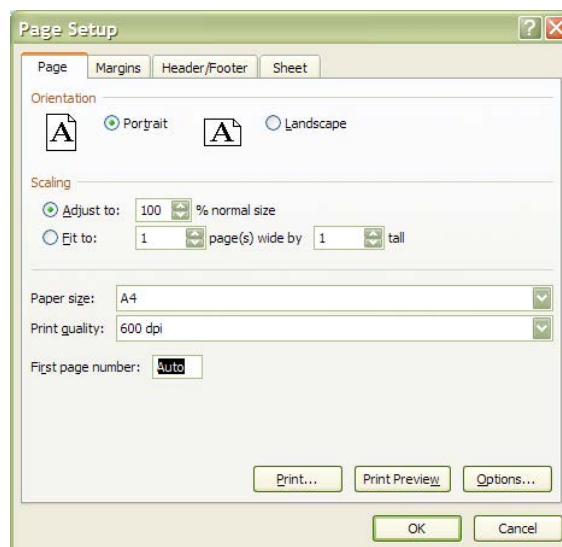 Page Setup
Page Margins Header/Footer Sheet
Orientation
A Portrait A Landscape
Scaling
Adjust to: 100 % normal size
Fit to: 1 page(s) wide by 1 tall
Paper size: A4
Print quality: 600 dpi
First page number: Auto
Print... Print Preview Options...
OK Cancel